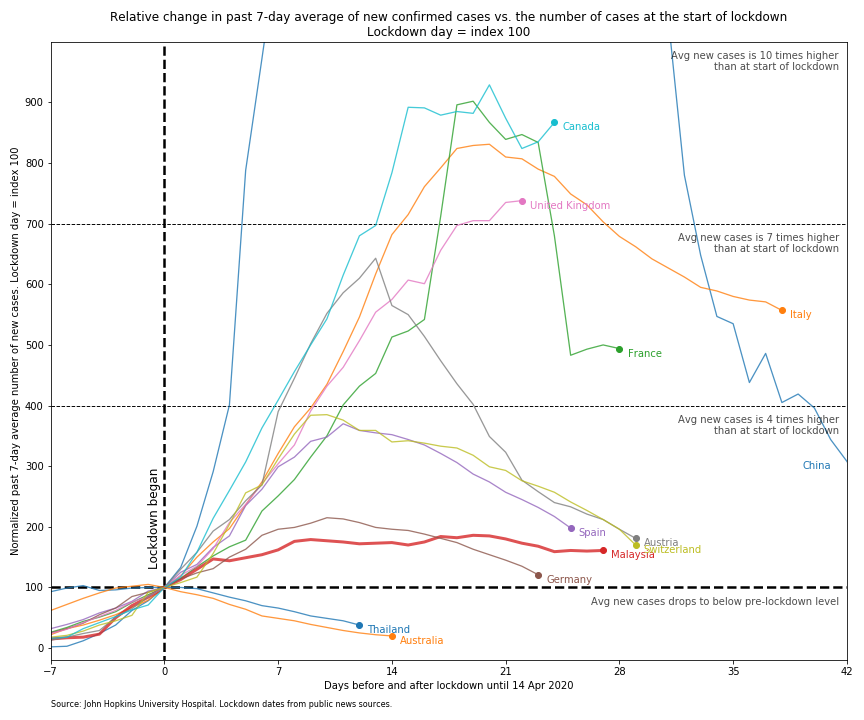 Relative change in past 7-day average of new confirmed cases vs. the number of cases at the start of lockdown
Lockdown day = index 100
Normalized past 7-day average number of new cases. Lockdown day = index 100
900
800
700
600
500
400
300
200
100
0
Avg new cases is 10 times higher
than at start of lockdown
Canada
United Kingdom
Avg new cases is 7 times higher
than at start of lockdown
Italy
France
Avg new cases is 4 times higher
than at start of lockdown
China
Lockdown began
Spain
Austria
Switzerland
Malaysia
Germany
Avg new cases drops to below pre-lockdown level
Thailand
Australia
−7
0
7
14
21
28
35
42
Days before and after lockdown until 14 Apr 2020
Source: John Hopkins University Hospital. Lockdown dates from public news sources.